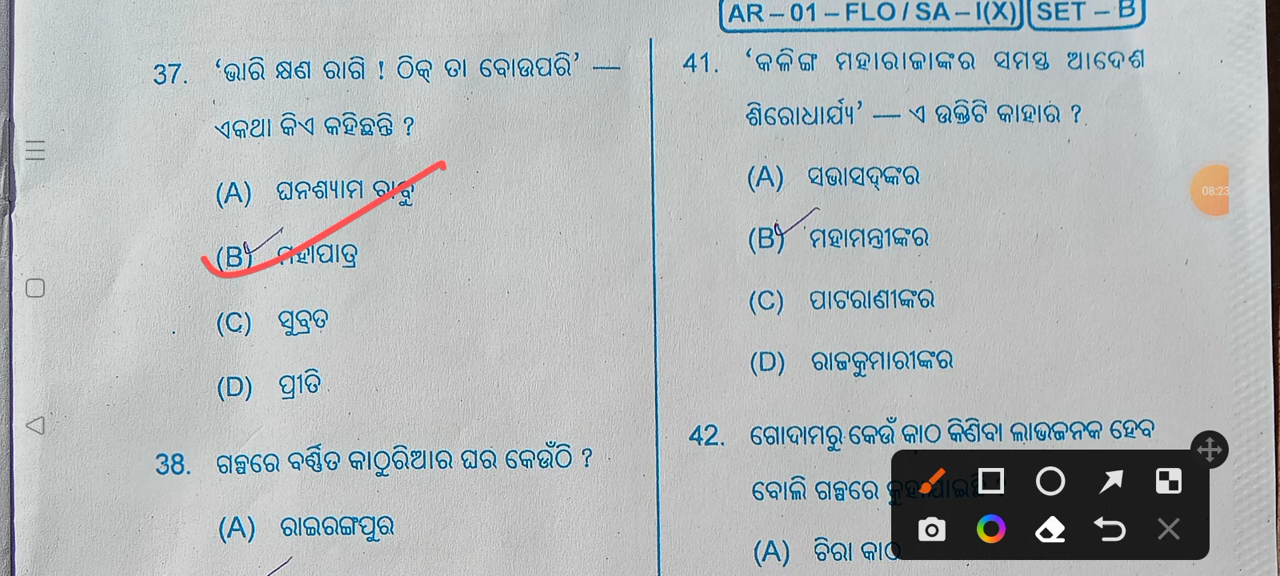 AR – 01 – FLO / SA – I(X) SET – B
37. ‘ଭାରି କ୍ଷଣ ରାଗି ! ଠିକ୍ ତା ବୋଉପରି’ —
ଏକଥା କିଏ କହିଛନ୍ତି ?
(A) ଘନଶ୍ୟାମ ବାବୁ
(B) ମହାପାତ୍ର
(C) ସୁବ୍ରତ
(D) ପ୍ରୀତି
38. ଗଳ୍ପରେ ବର୍ଣ୍ଣିତ କାଠୁରିଆର ଘର କେଉଁଠି ?
(A) ରାଇରଙ୍ଗପୁର
41. ‘କଳିଙ୍ଗ ମହାରାଜାଙ୍କର ସମସ୍ତ ଆଦେଶ
ଶିରୋଧାର୍ଯ୍ୟ’ — ଏ ଉକ୍ତିଟି କାହାର ?
(A) ସଭାସଦ୍‌ଙ୍କର
(B) ମହାମନ୍ତ୍ରୀଙ୍କର
(C) ପାଟରାଣୀଙ୍କର
(D) ରାଜକୁମାରୀଙ୍କର
42. ଗୋଦାମରୁ କେଉଁ କାଠ କିଣିବା ଲାଭଜନକ ହେବ
ବୋଲି ଗଳ୍ପରେ
(A) ଚିରା କାଠ
08:23